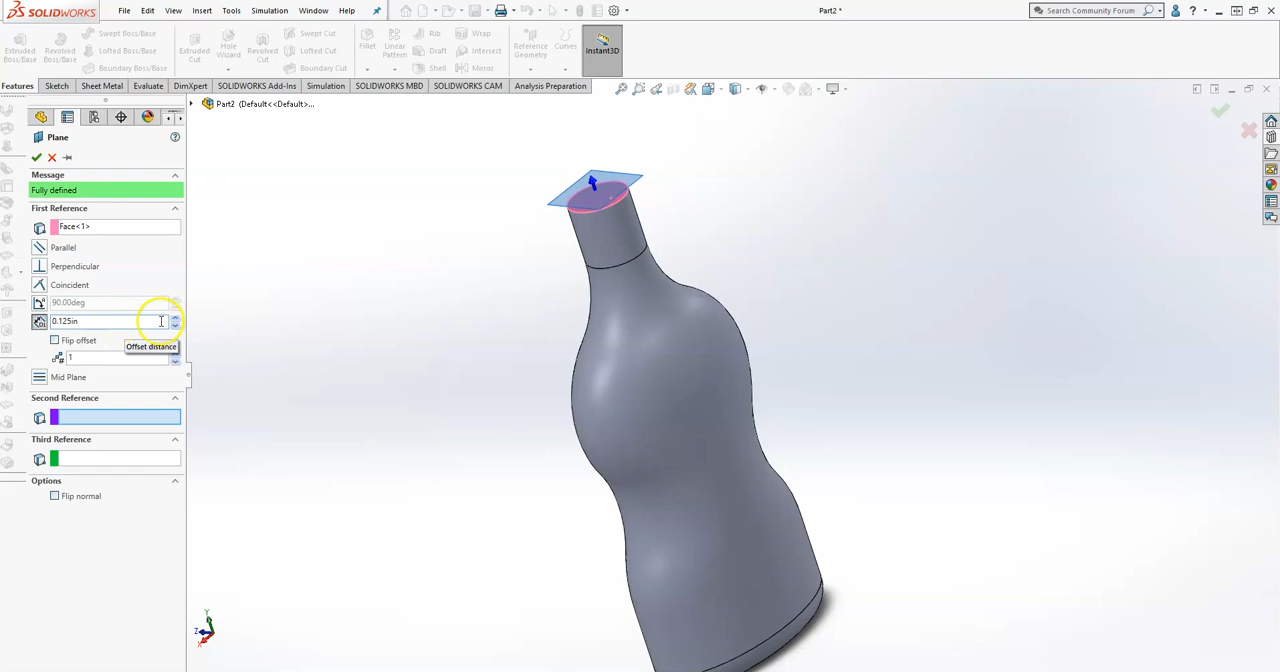 SOLIDWORKS File Edit View Insert Tools Simulation Window Help Part2 * Search Community Forum
Extruded Boss/Base
Revolved Boss/Base
Swept Boss/Base
Lofted Boss/Base
Boundary Boss/Base
Extruded Cut
Hole Wizard
Revolved Cut
Swept Cut
Lofted Cut
Boundary Cut
Fillet
Linear Pattern
Rib
Draft
Shell
Wrap
Intersect
Mirror
Reference Geometry
Curves
Instant3D
Features Sketch Sheet Metal Evaluate DimXpert SOLIDWORKS Add-Ins Simulation SOLIDWORKS MBD SOLIDWORKS CAM Analysis Preparation
Part2 (Default<<Default>...
Plane
Message
Fully defined
First Reference
Face<1>
Parallel
Perpendicular
Coincident
90.00deg
0.125in
Flip offset
Offset distance
1
Mid Plane
Second Reference
Third Reference
Options
Flip normal
Y
Z
X